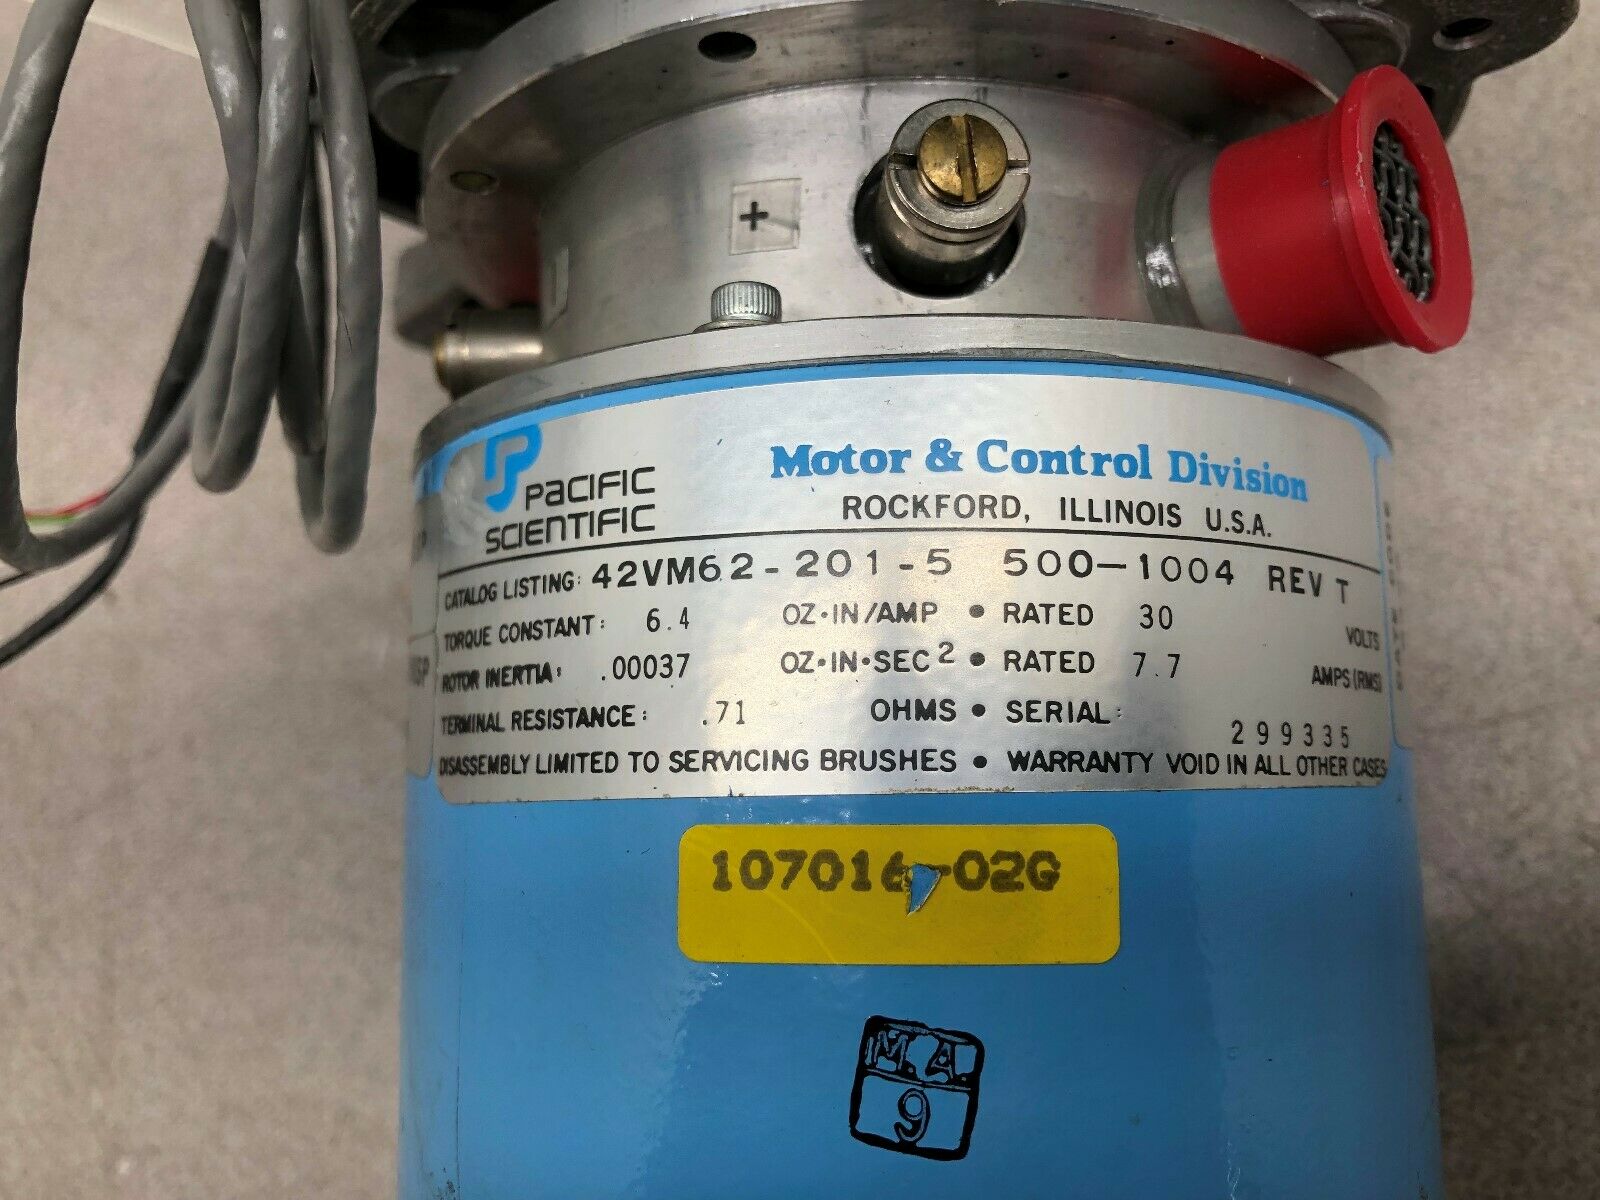 +
PACIFIC
SCIENTIFIC
Motor & Control Division
ROCKFORD, ILLINOIS U.S.A.
CATALOG LISTING: 42VM62-201-5 500-1004 REV T
TORQUE CONSTANT: 6.4 OZ·IN/AMP • RATED 30 VOLTS
ROTOR INERTIA: .00037 OZ·IN·SEC² • RATED 7.7 AMPS(RMS)
TERMINAL RESISTANCE: .71 OHMS • SERIAL: 299335
DISASSEMBLY LIMITED TO SERVICING BRUSHES • WARRANTY VOID IN ALL OTHER CASES
107016-02G
M.A.
9